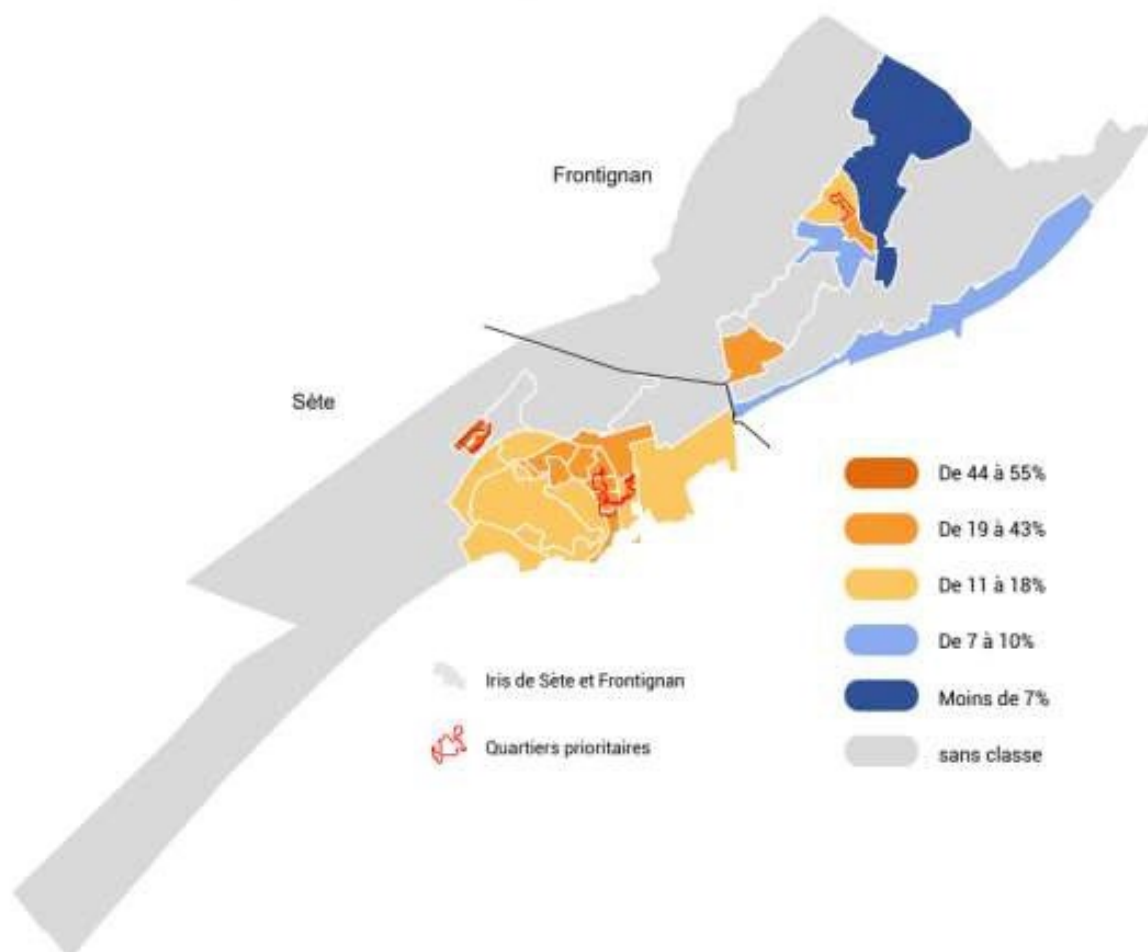 Frontignan
Sète
De 44 à 55%
De 19 à 43%
De 11 à 18%
De 7 à 10%
Moins de 7%
sans classe
Iris de Sète et Frontignan
Quartiers prioritaires